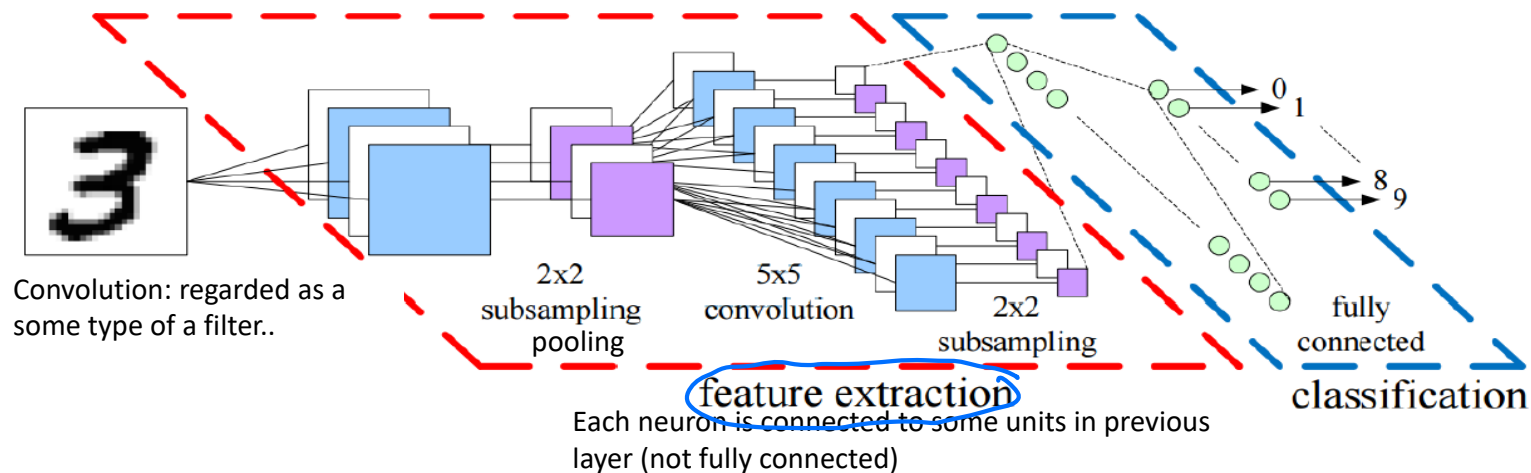 3
0
1
8
9
Convolution: regarded as a
some type of a filter..
2x2
subsampling
pooling
5x5
convolution
2x2
subsampling
fully
connected
feature extraction
classification
Each neuron is connected to some units in previous
layer (not fully connected)